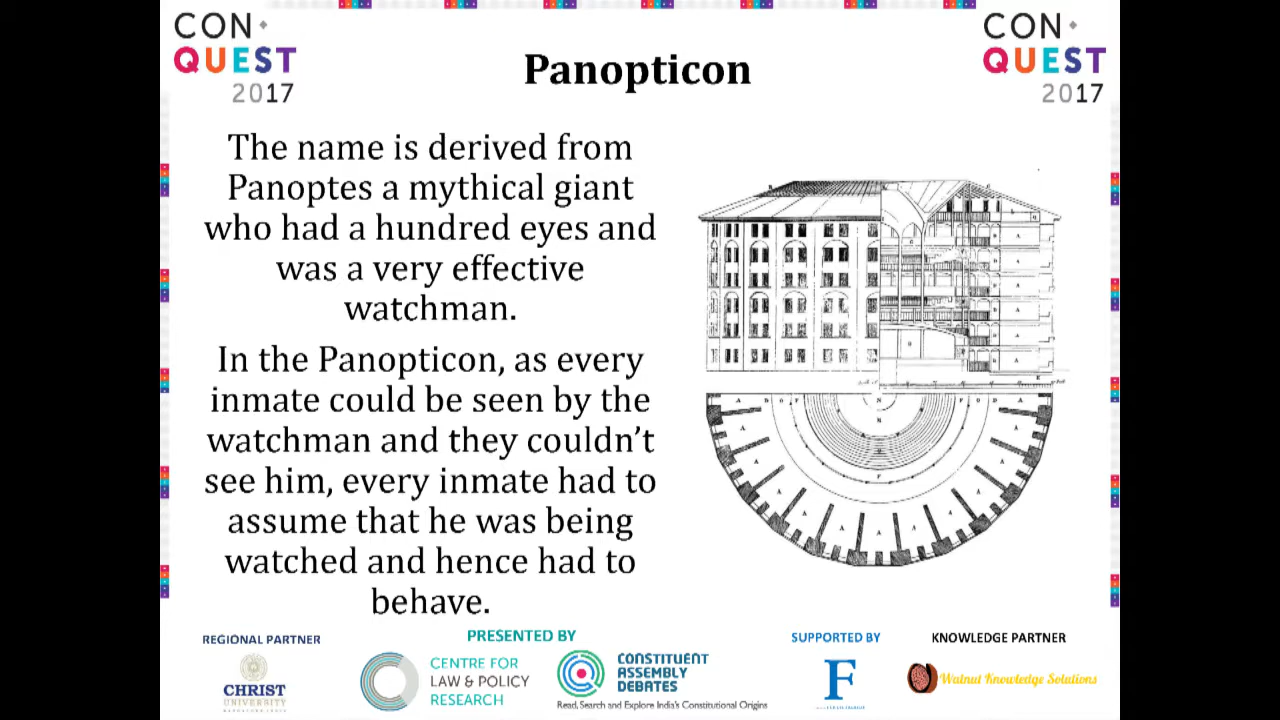 CON
QUEST
2017
Panopticon
CON
QUEST
2017
The name is derived from
Panoptes a mythical giant
who had a hundred eyes and
was a very effective
watchman.
In the Panopticon, as every
inmate could be seen by the
watchman and they couldn't
see him, every inmate had to
assume that he was being
watched and hence had to
behave.
REGIONAL PARTNER
CHRIST
UNIVERSITY
PRESENTED BY
CENTRE FOR
LAW & POLICY
RESEARCH
CONSTITUENT
ASSEMBLY
DEBATES
Read, Search and Explore India's Constitutional Origins
SUPPORTED BY
F
KNOWLEDGE PARTNER
Walnut Knowledge Solutions